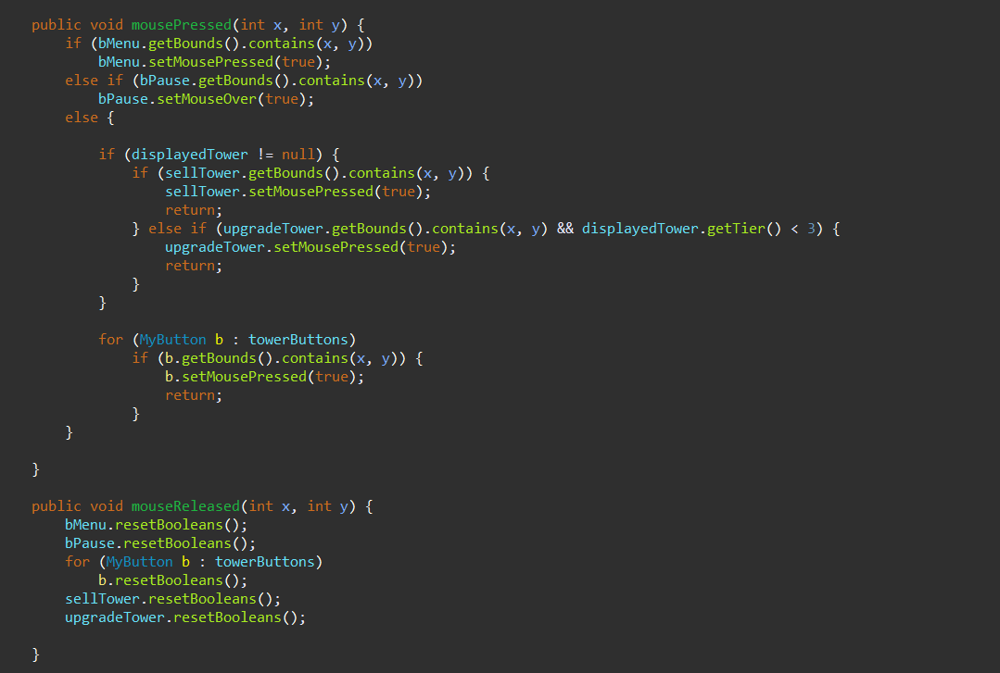 public void mousePressed(int x, int y) {
if (bMenu.getBounds().contains(x, y))
bMenu.setMousePressed(true);
else if (bPause.getBounds().contains(x, y))
bPause.setMouseOver(true);
else {
if (displayedTower != null) {
if (sellTower.getBounds().contains(x, y)) {
sellTower.setMousePressed(true);
return;
} else if (upgradeTower.getBounds().contains(x, y) && displayedTower.getTier() < 3) {
upgradeTower.setMousePressed(true);
return;
}
}
for (MyButton b : towerButtons)
if (b.getBounds().contains(x, y)) {
b.setMousePressed(true);
return;
}
}
}
public void mouseReleased(int x, int y) {
bMenu.resetBooleans();
bPause.resetBooleans();
for (MyButton b : towerButtons)
b.resetBooleans();
sellTower.resetBooleans();
upgradeTower.resetBooleans();
}